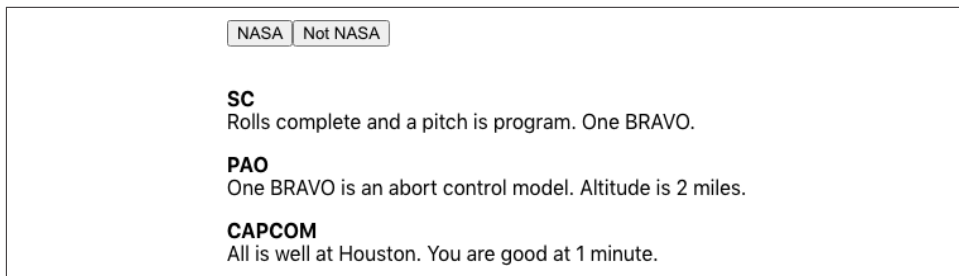 NASA Not NASA
SC
Rolls complete and a pitch is program. One BRAVO.
PAO
One BRAVO is an abort control model. Altitude is 2 miles.
CAPCOM
All is well at Houston. You are good at 1 minute.